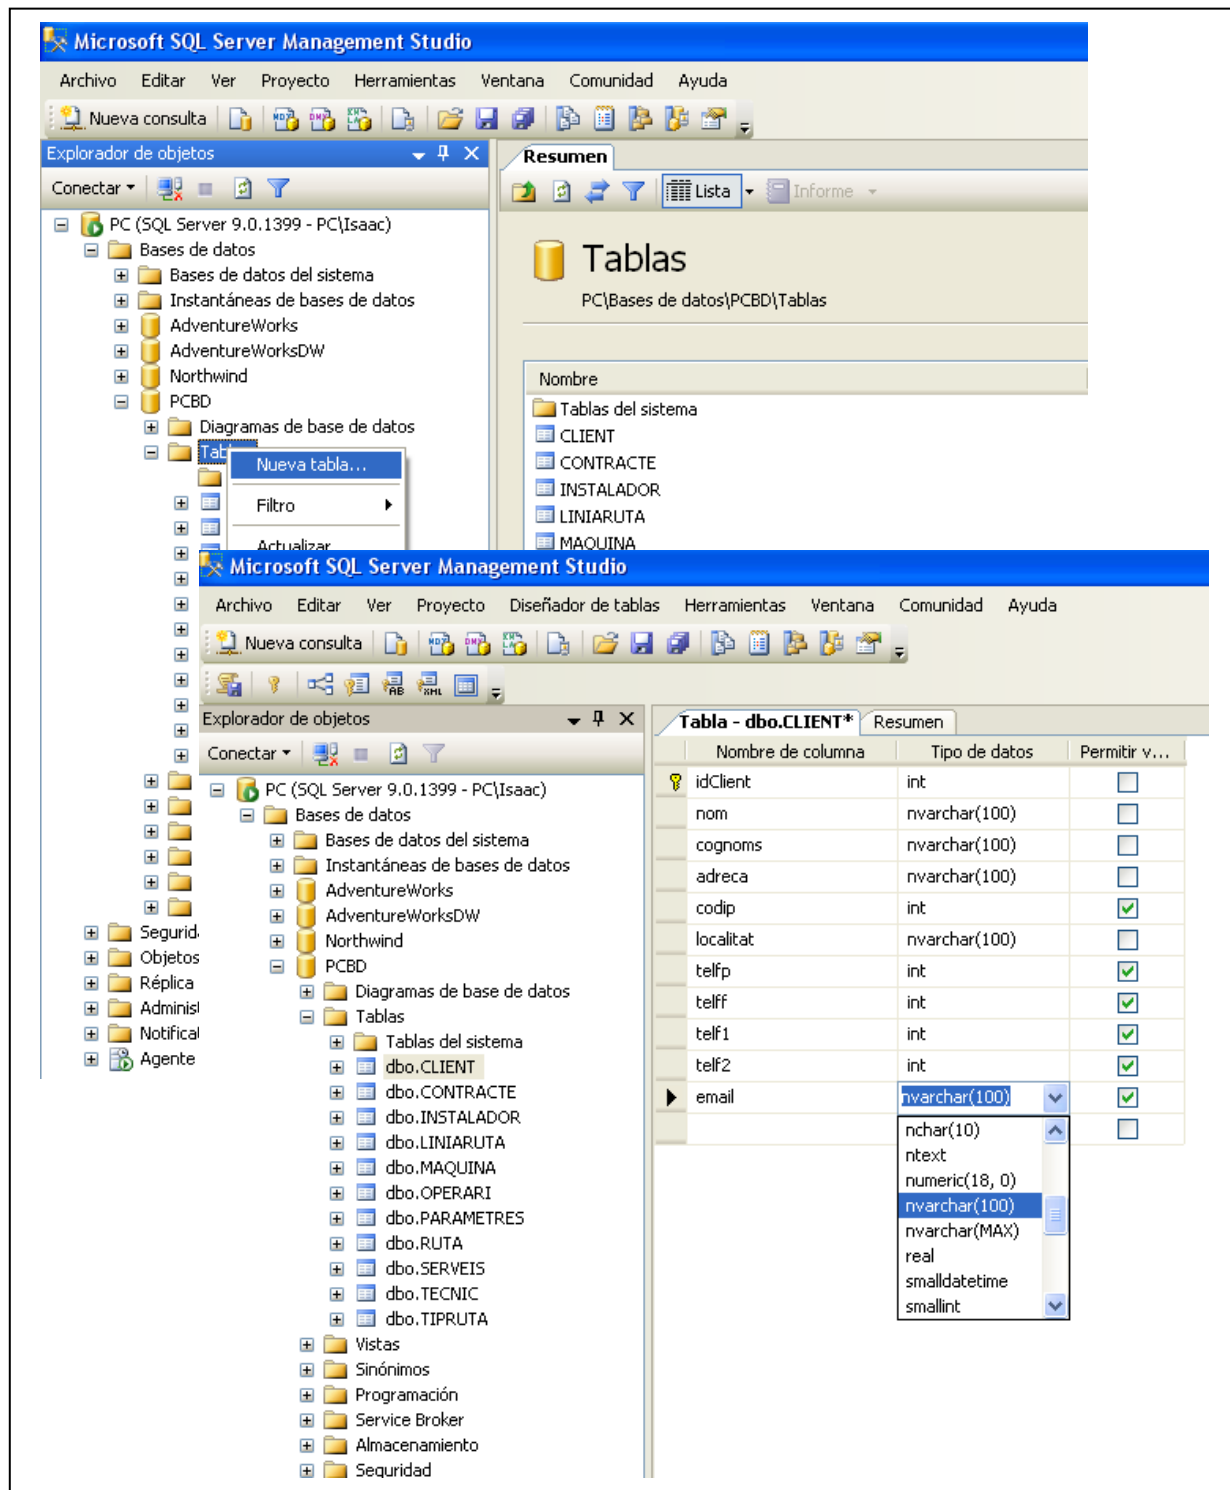 Microsoft SQL Server Management Studio
Archivo Editar Ver Proyecto Herramientas Ventana Comunidad Ayuda
Nueva consulta
Explorador de objetos
Conectar
PC (SQL Server 9.0.1399 - PC\Isaac)
Bases de datos
Bases de datos del sistema
Instantáneas de bases de datos
AdventureWorks
AdventureWorksDW
Northwind
PCBD
Diagramas de base de datos
Tab
Nueva tabla...
Filtro
Actualizar
Segurid
Objetos
Réplica
Adminis
Notifica
Agente
Resumen
Lista Informe
Tablas
PC\Bases de datos\PCBD\Tablas
Nombre
Tablas del sistema
CLIENT
CONTRACTE
INSTALADOR
LINIARUTA
MAQUINA
Microsoft SQL Server Management Studio
Archivo Editar Ver Proyecto Diseñador de tablas Herramientas Ventana Comunidad Ayuda
Nueva consulta
Explorador de objetos
Conectar
PC (SQL Server 9.0.1399 - PC\Isaac)
Bases de datos
Bases de datos del sistema
Instantáneas de bases de datos
AdventureWorks
AdventureWorksDW
Northwind
PCBD
Diagramas de base de datos
Tablas
Tablas del sistema
dbo.CLIENT
dbo.CONTRACTE
dbo.INSTALADOR
dbo.LINIARUTA
dbo.MAQUINA
dbo.OPERARI
dbo.PARAMETRES
dbo.RUTA
dbo.SERVEIS
dbo.TECNIC
dbo.TIPRUTA
Vistas
Sinónimos
Programación
Service Broker
Almacenamiento
Seguridad
Tabla - dbo.CLIENT* Resumen
Nombre de columna Tipo de datos Permitir v...
idClient int
nom nvarchar(100)
cognoms nvarchar(100)
adreca nvarchar(100)
codip int
localitat nvarchar(100)
telfp int
telff int
telf1 int
telf2 int
email nvarchar(100)
nchar(10)
ntext
numeric(18, 0)
nvarchar(100)
nvarchar(MAX)
real
smalldatetime
smallint